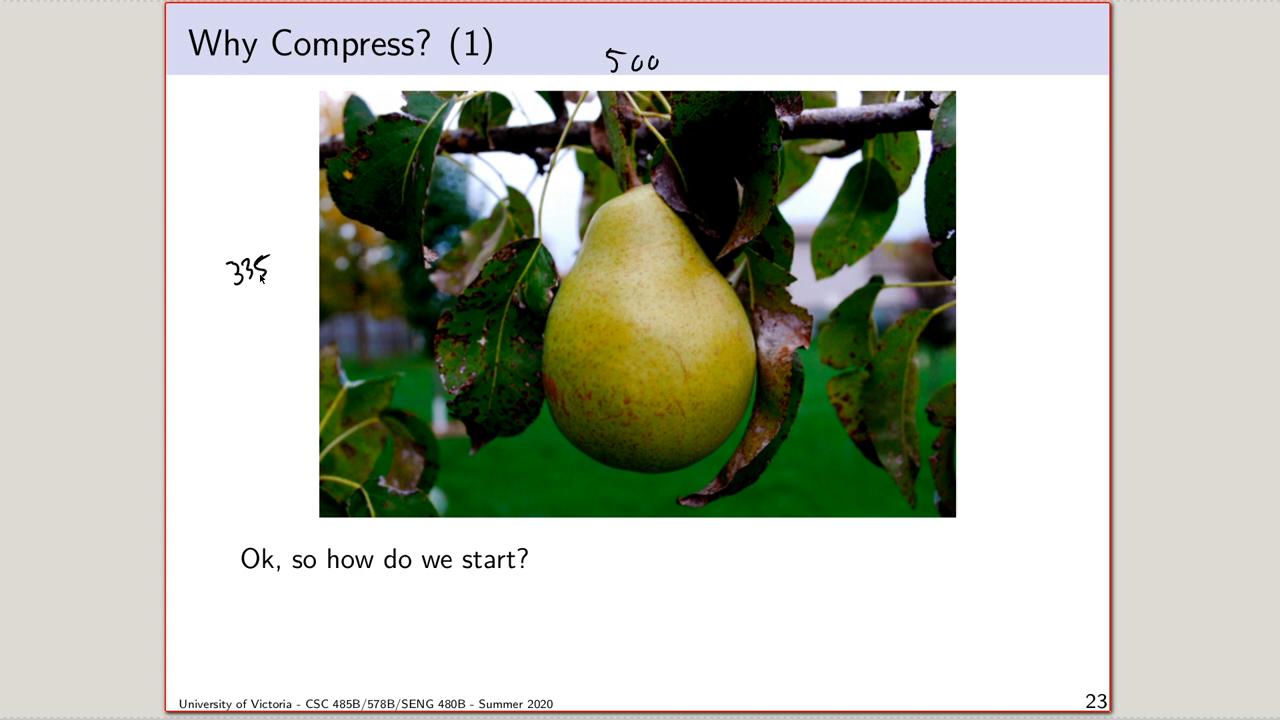 Why Compress? (1)
500
335
Ok, so how do we start?
University of Victoria - CSC 485B/578B/SENG 480B - Summer 2020
23